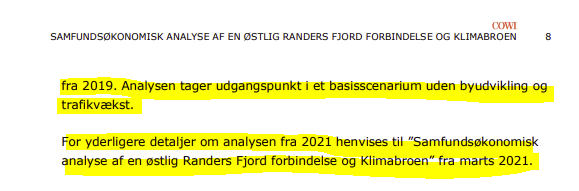 COWI
SAMFUNDSØKONOMISK ANALYSE AF EN ØSTLIG RANDERS FJORD FORBINDELSE OG KLIMABROEN 8
fra 2019. Analysen tager udgangspunkt i et basisscenarium uden byudvikling og
trafikvækst.
For yderligere detaljer om analysen fra 2021 henvises til ”Samfundsøkonomisk
analyse af en østlig Randers Fjord forbindelse og Klimabroen” fra marts 2021.